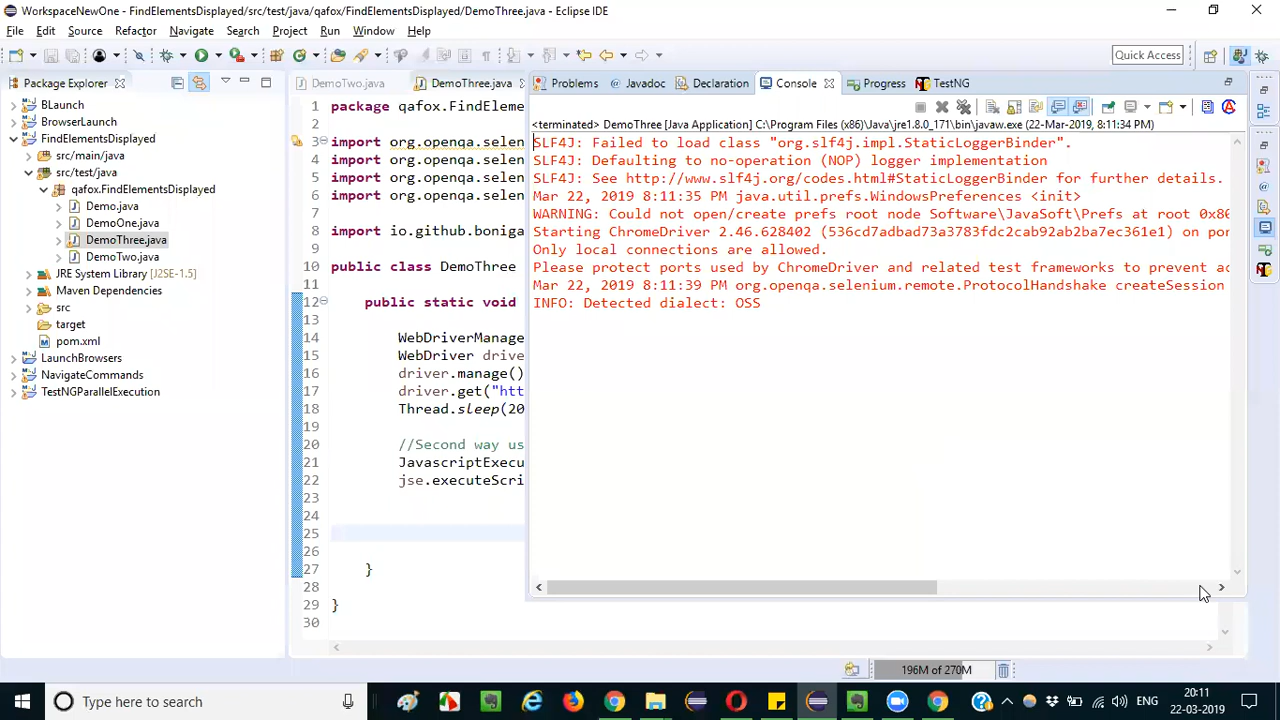 WorkspaceNewOne - FindElementsDisplayed/src/test/java/qafox/FindElementsDisplayed/DemoThree.java - Eclipse IDE
File Edit Source Refactor Navigate Search Project Run Window Help
Quick Access
Package Explorer
DemoTwo.java DemoThree.java
Problems @ Javadoc Declaration Console Progress TestNG
<terminated> DemoThree [Java Application] C:\Program Files (x86)\Java\jre1.8.0_171\bin\javaw.exe (22-Mar-2019, 8:11:34 PM)
BLaunch
BrowserLaunch
FindElementsDisplayed
src/main/java
src/test/java
qafox.FindElementsDisplayed
Demo.java
DemoOne.java
DemoThree.java
DemoTwo.java
JRE System Library [J2SE-1.5]
Maven Dependencies
src
target
pom.xml
LaunchBrowsers
NavigateCommands
TestNGParallelExecution
1 package qafox.FindEleme
2
3 import org.openqa.selen
4 import org.openqa.selen
5 import org.openqa.selen
6 import org.openqa.selen
7
8 import io.github.boniga
9
10 public class DemoThree
11
12 public static void
13
14 WebDriverManage
15 WebDriver drive
16 driver.manage()
17 driver.get("htt
18 Thread.sleep(20
19
20 //Second way us
21 JavascriptExecu
22 jse.executeScri
23
24
25
26
27 }
28
29 }
30
SLF4J: Failed to load class "org.slf4j.impl.StaticLoggerBinder".
SLF4J: Defaulting to no-operation (NOP) logger implementation
SLF4J: See http://www.slf4j.org/codes.html#StaticLoggerBinder for further details.
Mar 22, 2019 8:11:35 PM java.util.prefs.WindowsPreferences <init>
WARNING: Could not open/create prefs root node Software\JavaSoft\Prefs at root 0x80
Starting ChromeDriver 2.46.628402 (536cd7adbad73a3783fdc2cab92ab2ba7ec361e1) on por
Only local connections are allowed.
Please protect ports used by ChromeDriver and related test frameworks to prevent ac
Mar 22, 2019 8:11:39 PM org.openqa.selenium.remote.ProtocolHandshake createSession
INFO: Detected dialect: OSS
196M of 270M
Type here to search
ENG
20:11
22-03-2019